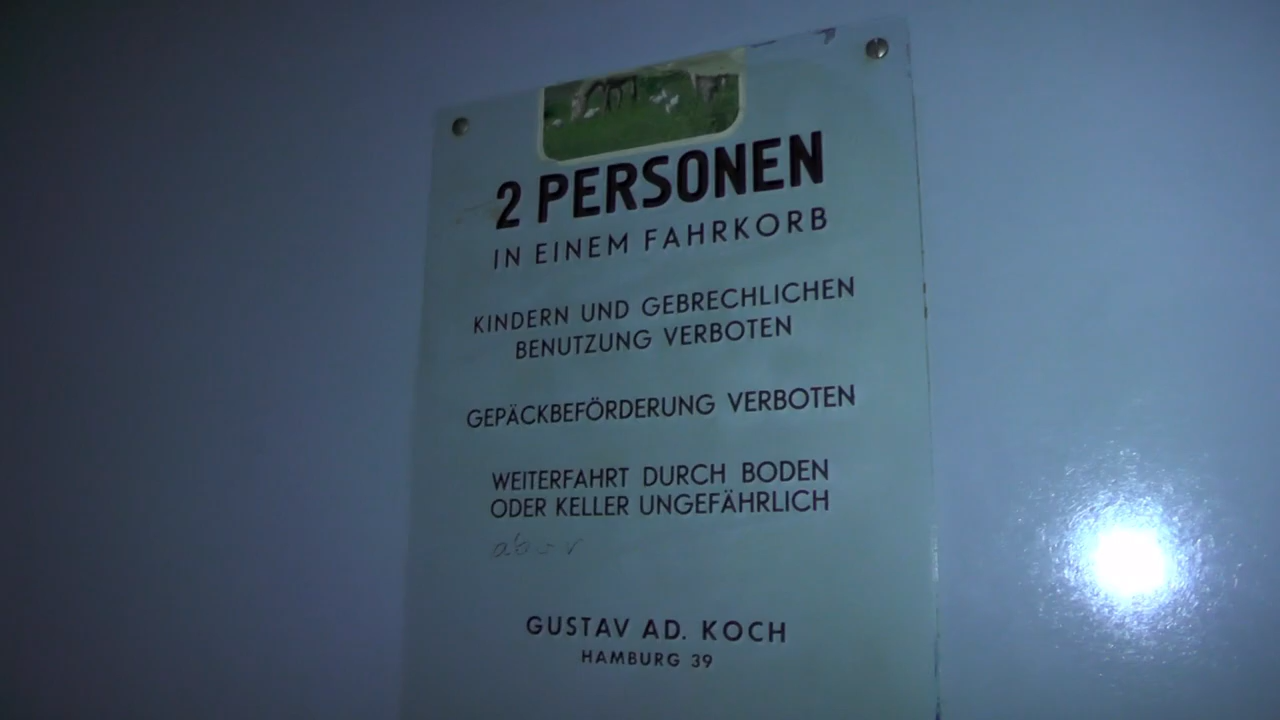 2 PERSONEN
IN EINEM FAHRKORB
KINDERN UND GEBRECHLICHEN
BENUTZUNG VERBOTEN
GEPÄCKBEFÖRDERUNG VERBOTEN
WEITERFAHRT DURCH BODEN
ODER KELLER UNGEFÄHRLICH
GUSTAV AD. KOCH
HAMBURG 39